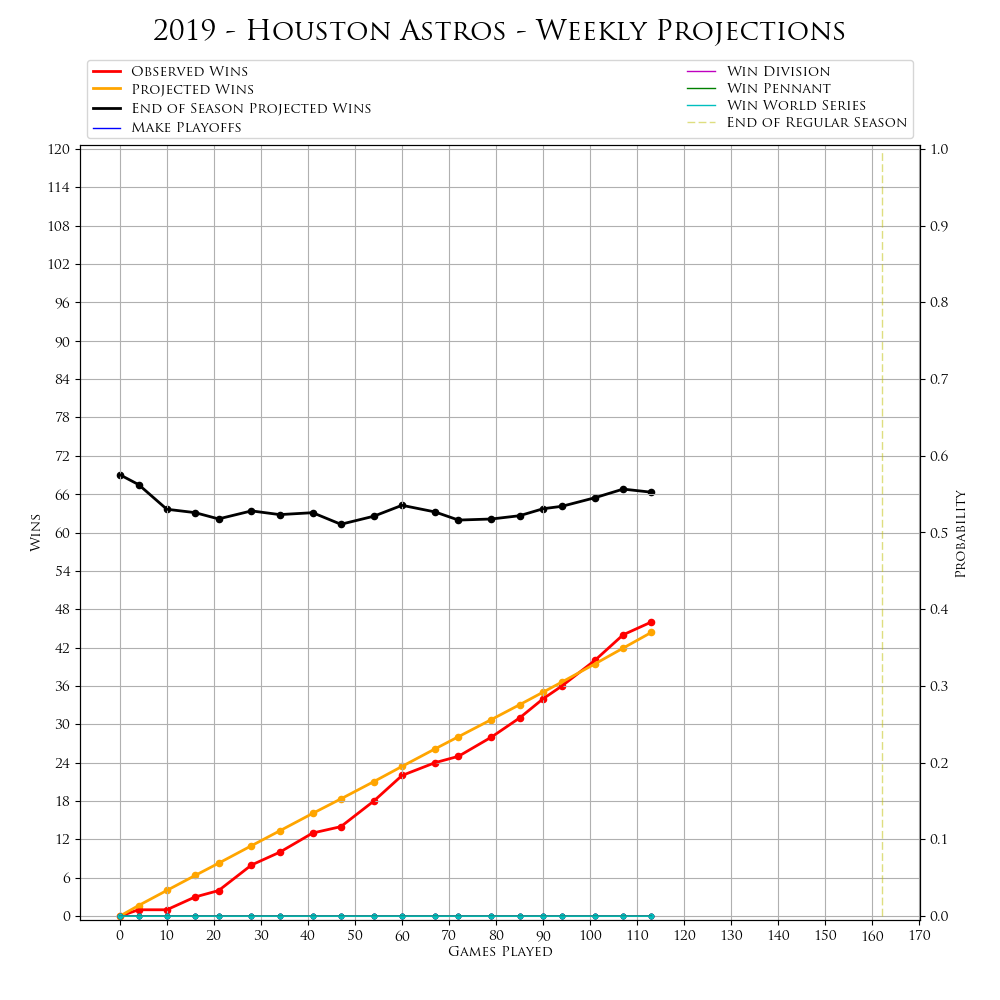 2019 - Houston Astros - Weekly Projections
Observed Wins
Projected Wins
End of Season Projected Wins
Make Playoffs
Win Division
Win Pennant
Win World Series
End of Regular Season
120
114
108
102
96
90
84
78
72
66
60
54
48
42
36
30
24
18
12
6
0
Wins
1.0
0.9
0.8
0.7
0.6
0.5
0.4
0.3
0.2
0.1
0.0
Probability
0 10 20 30 40 50 60 70 80 90 100 110 120 130 140 150 160 170
Games Played